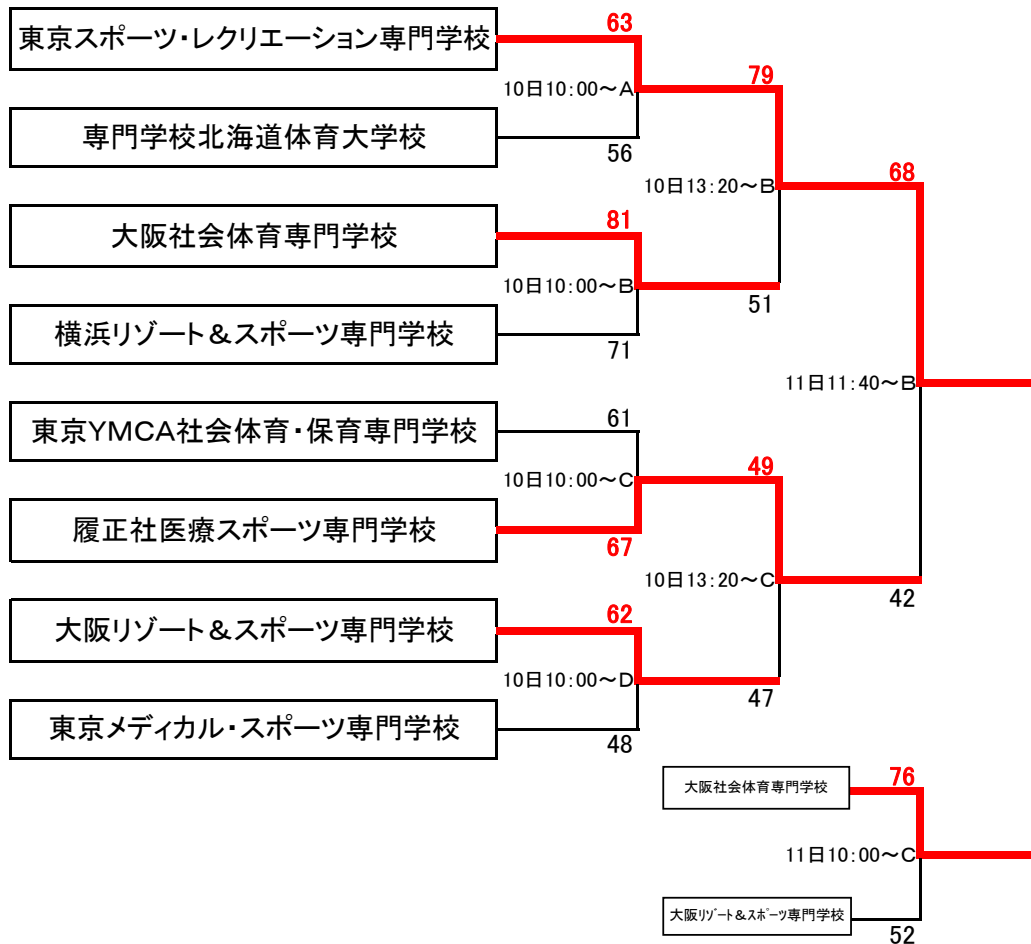 東京スポーツ・レクリエーション専門学校
63
10日10:00～A
専門学校北海道体育大学校
56
79
10日13:20～B
大阪社会体育専門学校
81
10日10:00～B
横浜リゾート＆スポーツ専門学校
71
51
68
11日11:40～B
東京YMCA社会体育・保育専門学校
61
10日10:00～C
履正社医療スポーツ専門学校
67
49
10日13:20～C
大阪リゾート＆スポーツ専門学校
62
10日10:00～D
東京メディカル・スポーツ専門学校
48
47
42
大阪社会体育専門学校
76
11日10:00～C
大阪ﾘｿﾞｰﾄ＆ｽﾎﾟｰﾂ専門学校
52